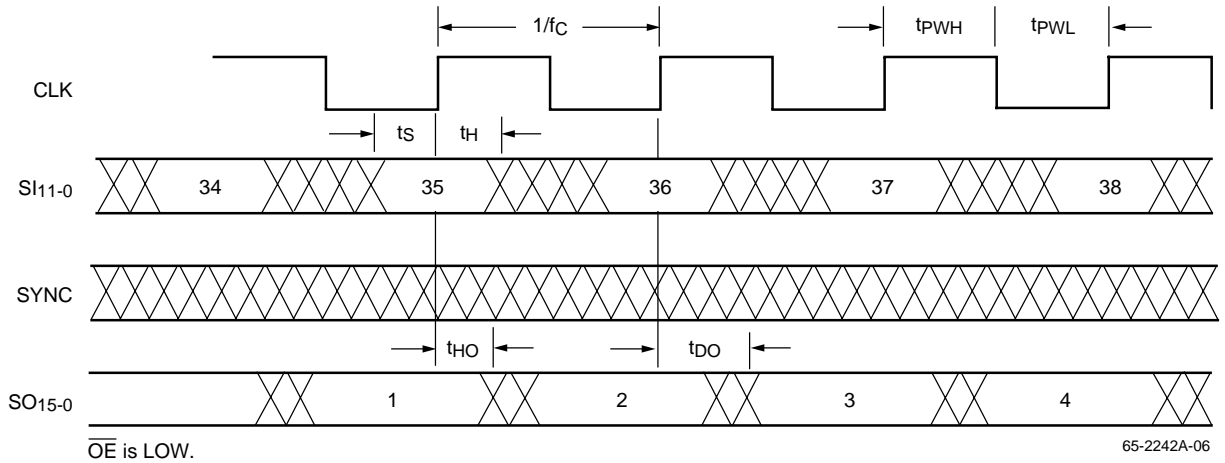 1/fC
tPWH
tPWL
CLK
tS
tH
SI11-0
34
35
36
37
38
SYNC
tHO
tDO
SO15-0
1
2
3
4
OE is LOW.
65-2242A-06